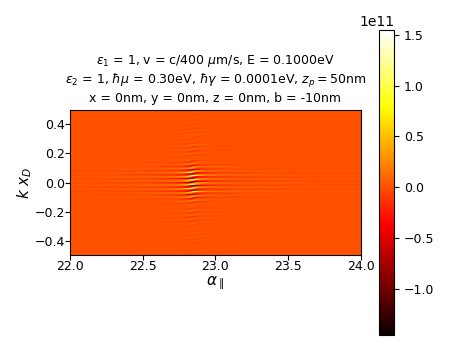 1e11
ε₁ = 1, v = c/400 μm/s, E = 0.1000eV
ε₂ = 1, ℏμ = 0.30eV, ℏγ = 0.0001eV, zₚ = 50nm
x = 0nm, y = 0nm, z = 0nm, b = -10nm
1.5
1.0
0.5
0.0
−0.5
−1.0
0.4
0.2
0.0
−0.2
−0.4
k x_D
22.0 22.5 23.0 23.5 24.0
α∥